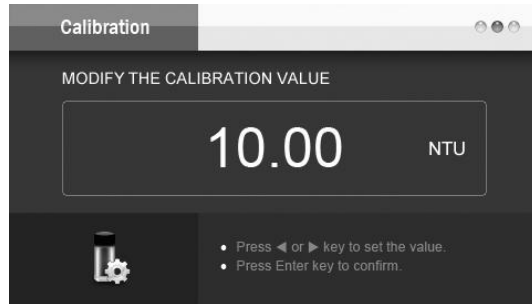 Calibration
MODIFY THE CALIBRATION VALUE
10.00 NTU
• Press ◀ or ▶ key to set the value.
• Press Enter key to confirm.